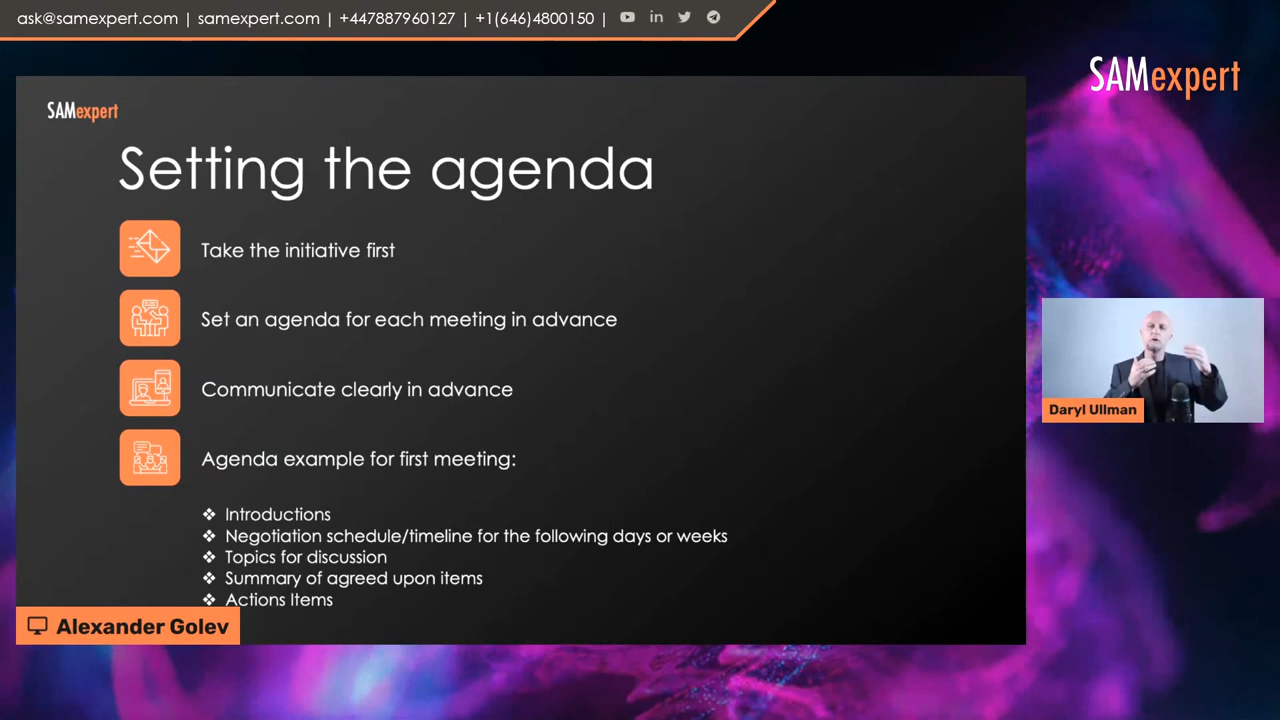 ask@samexpert.com | samexpert.com | +447887960127 | +1(646)4800150 |
SAMexpert
SAMexpert
Setting the agenda
Take the initiative first
Set an agenda for each meeting in advance
Communicate clearly in advance
Agenda example for first meeting:
❖ Introductions
❖ Negotiation schedule/timeline for the following days or weeks
❖ Topics for discussion
❖ Summary of agreed upon items
❖ Actions Items
Alexander Golev
Daryl Ullman